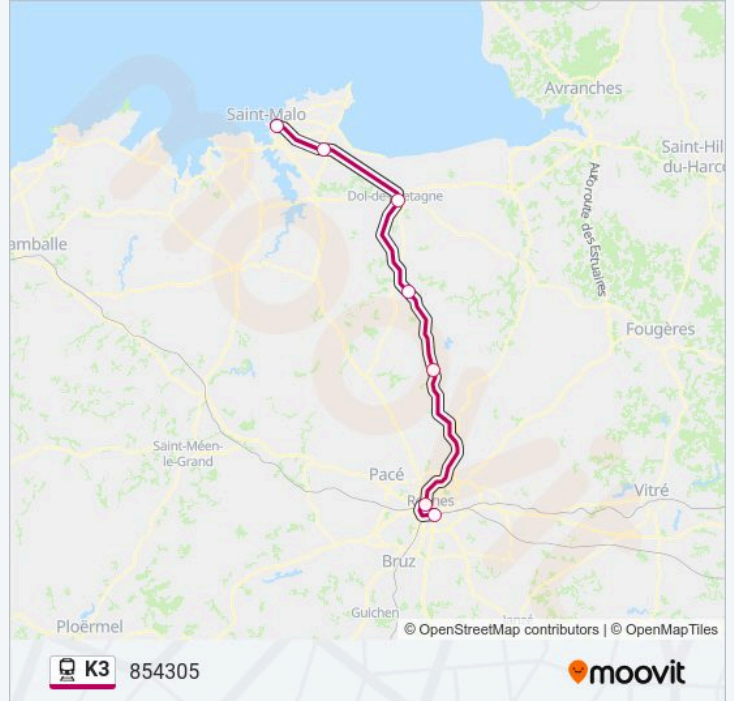 Avranches
Saint-Malo
Saint-Hil
du-Harco
Autoroute des Estuaires
Dol-de-Bretagne
amballe
Fougères
Saint-Méen-
le-Grand
Pacé
Rennes
Vitré
Bruz
Guichen
Ploërmel
© OpenStreetMap contributors | © OpenMapTiles
K3 854305
moovit